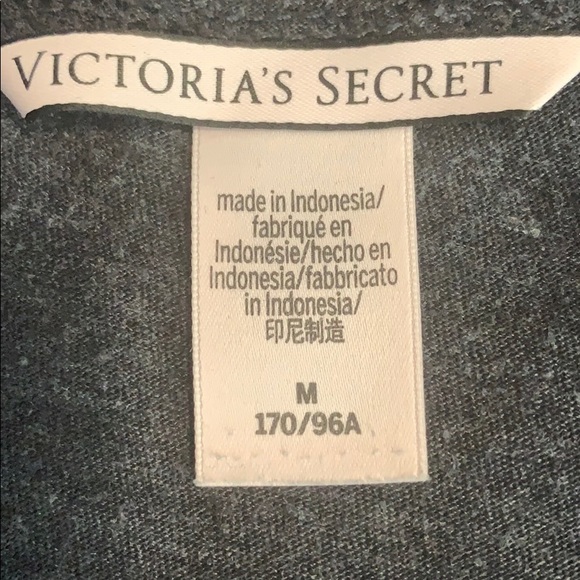 VICTORIA'S SECRET
made in Indonesia/
fabriqué en
Indonésie/hecho en
Indonesia/fabbricato
in Indonesia/
印尼制造
M
170/96A